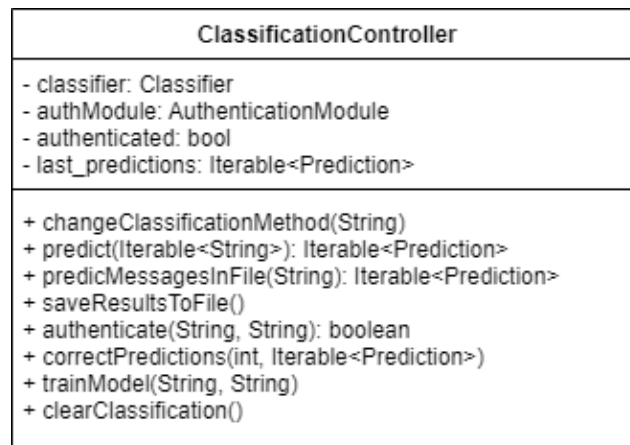 ClassificationController
- classifier: Classifier
- authModule: AuthenticationModule
- authenticated: bool
- last_predictions: Iterable<Prediction>
+ changeClassificationMethod(String)
+ predict(Iterable<String>): Iterable<Prediction>
+ predicMessagesInFile(String): Iterable<Prediction>
+ saveResultsToFile()
+ authenticate(String, String): boolean
+ correctPredictions(int, Iterable<Prediction>)
+ trainModel(String, String)
+ clearClassification()